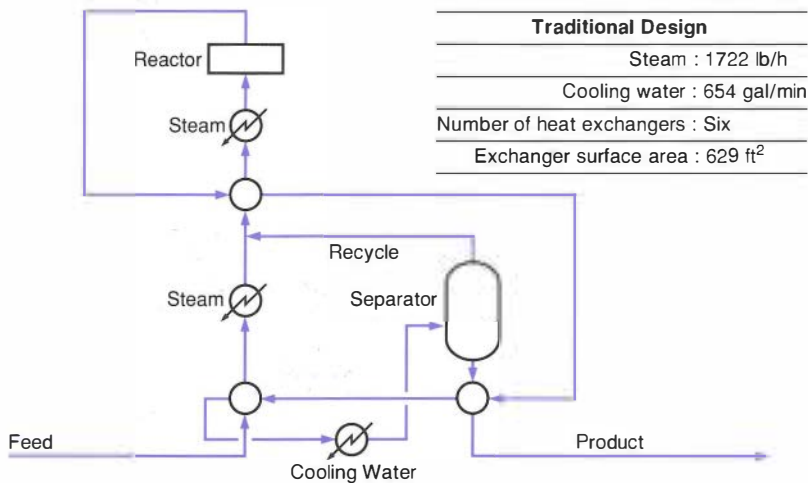 Traditional Design
Steam : 1722 lb/h
Cooling water : 654 gal/min
Number of heat exchangers : Six
Exchanger surface area : 629 ft²
Reactor
Steam
Recycle
Steam
Separator
Feed
Product
Cooling Water